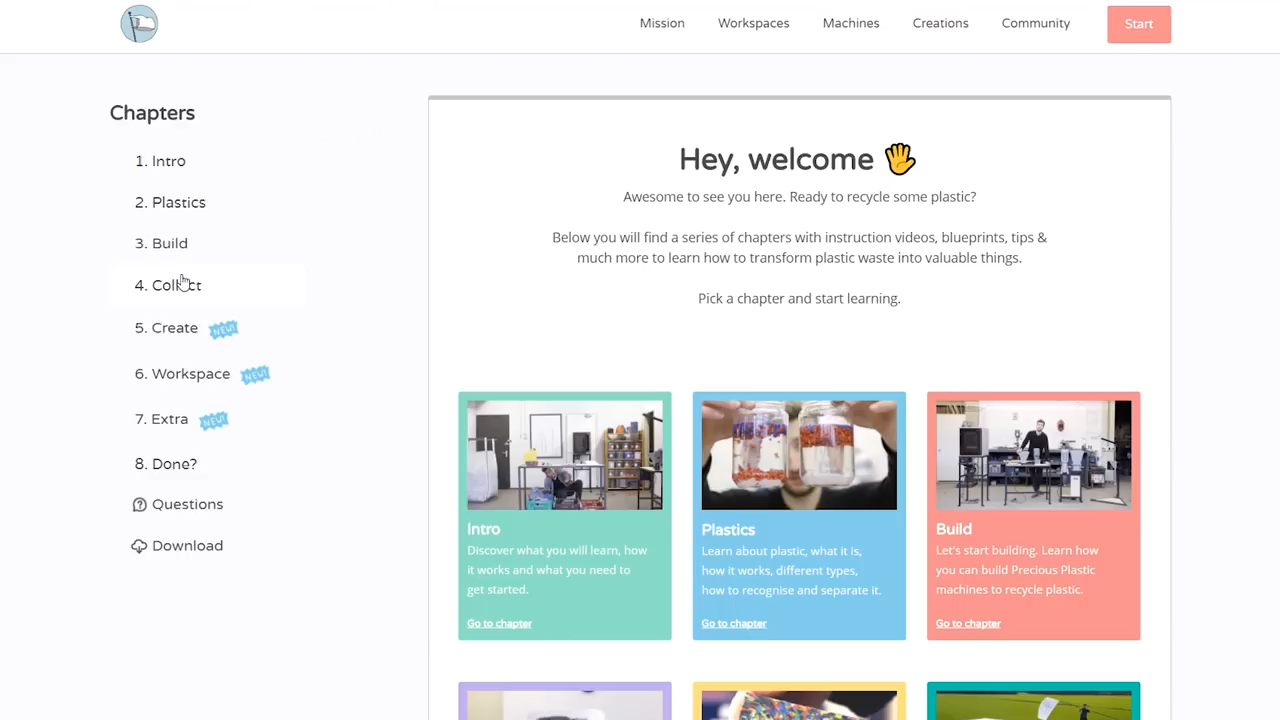 Mission
Workspaces
Machines
Creations
Community
Start
Chapters
1. Intro
2. Plastics
3. Build
4. Collect
5. Create NEW!
6. Workspace NEW!
7. Extra NEW!
8. Done?
Questions
Download
Hey, welcome
Awesome to see you here. Ready to recycle some plastic?
Below you will find a series of chapters with instruction videos, blueprints, tips &
much more to learn how to transform plastic waste into valuable things.
Pick a chapter and start learning.
Intro
Discover what you will learn, how
it works and what you need to
get started.
Go to chapter
Plastics
Learn about plastic, what it is,
how it works, different types,
how to recognise and separate it.
Go to chapter
Build
Let's start building. Learn how
you can build Precious Plastic
machines to recycle plastic.
Go to chapter